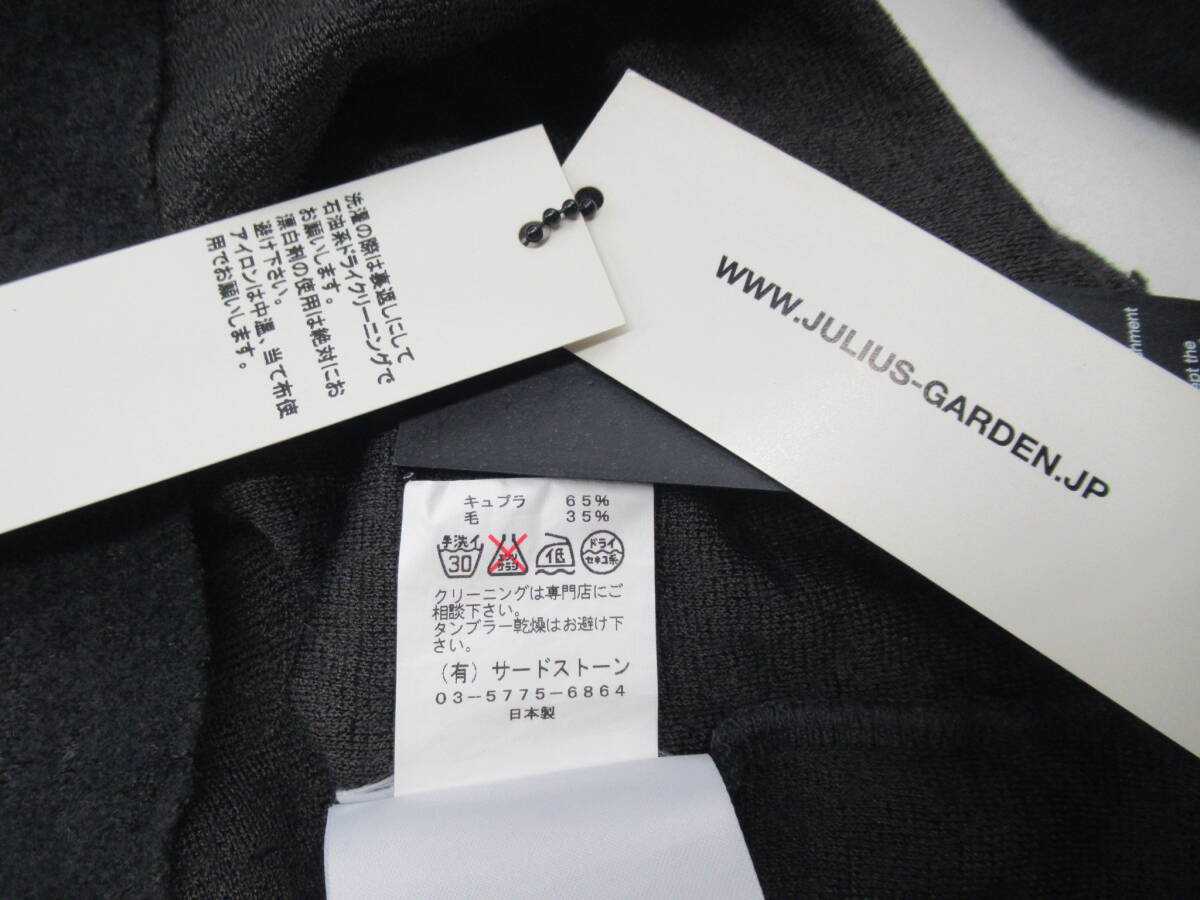 洗濯の際は裏返しにして
石油系ドライクリーニングで
お願いします。
漂白剤の使用は絶対にお
避け下さい。
アイロンは中温、当て布使
用でお願いします。
WWW.JULIUS-GARDEN.JP
キュプラ 65%
毛 35%
手洗イ
30
エンソ
サラシ
低
ドライ
セキユ系
クリーニングは専門店にご
相談下さい。
タンブラー乾燥はお避け下
さい。
(有)サードストーン
03-5775-6864
日本製
the